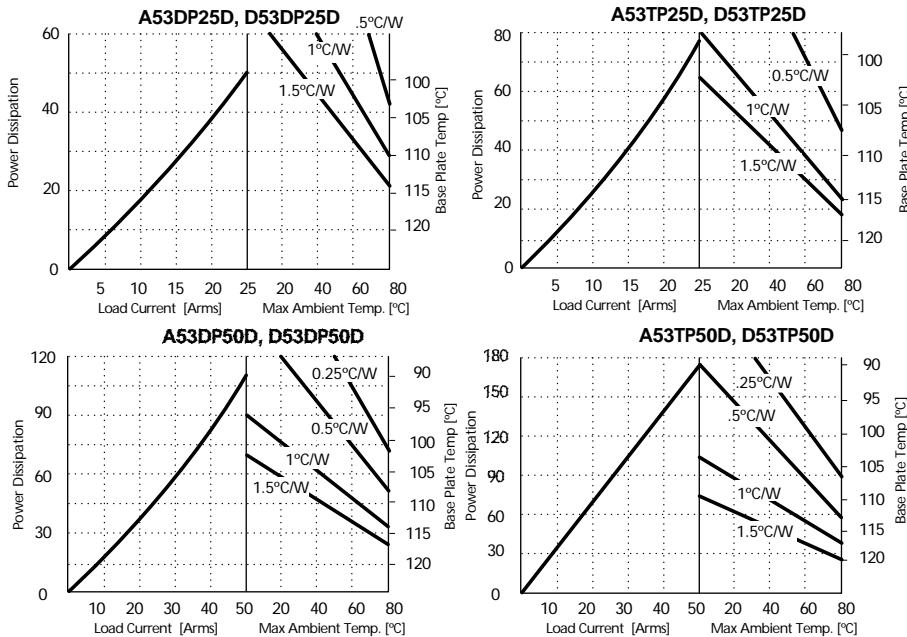 A53DP25D, D53DP25D
60
40
20
0
Power Dissipation
.5ºC/W
1ºC/W
1.5ºC/W
100
105
110
115
120
Base Plate Temp [ºC]
5 10 15 20 25 20 40 60 80
Load Current [Arms] Max Ambient Temp. [ºC]
A53TP25D, D53TP25D
80
60
40
20
0
Power Dissipation
0.5ºC/W
1ºC/W
1.5ºC/W
100
105
110
115
120
Base Plate Temp [ºC]
5 10 15 20 25 20 40 60 80
Load Current [Arms] Max Ambient Temp. [ºC]
A53DP50D, D53DP50D
120
90
60
30
0
Power Dissipation
0.25ºC/W
0.5ºC/W
1ºC/W
1.5ºC/W
90
95
100
105
110
115
120
Base Plate Temp [ºC]
10 20 30 40 50 20 40 60 80
Load Current [Arms] Max Ambient Temp. [ºC]
A53TP50D, D53TP50D
180
150
120
90
60
30
0
Power Dissipation
.25ºC/W
.5ºC/W
1ºC/W
1.5ºC/W
90
95
100
105
110
115
120
Base Plate Temp [ºC]
10 20 30 40 50 20 40 60 80
Load Current [Arms] Max Ambient Temp. [ºC]